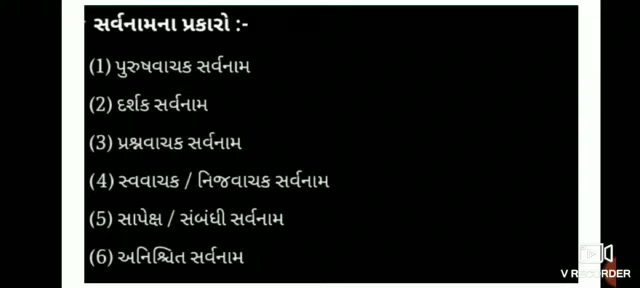 સર્વનામના પ્રકારો :-
(1) પુરુષવાચક સર્વનામ
(2) દર્શક સર્વનામ
(3) પ્રશ્નવાચક સર્વનામ
(4) સ્વવાચક / નિજવાચક સર્વનામ
(5) સાપેક્ષ / સંબંધી સર્વનામ
(6) અનિશ્ચિત સર્વનામ
V RECORDER